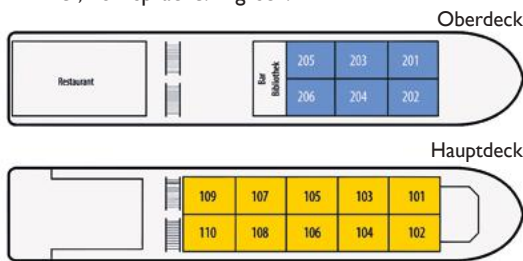 Oberdeck
Restaurant
Bar
Bibliothek
205 203 201
206 204 202
Hauptdeck
109 107 105 103 101
110 108 106 104 102